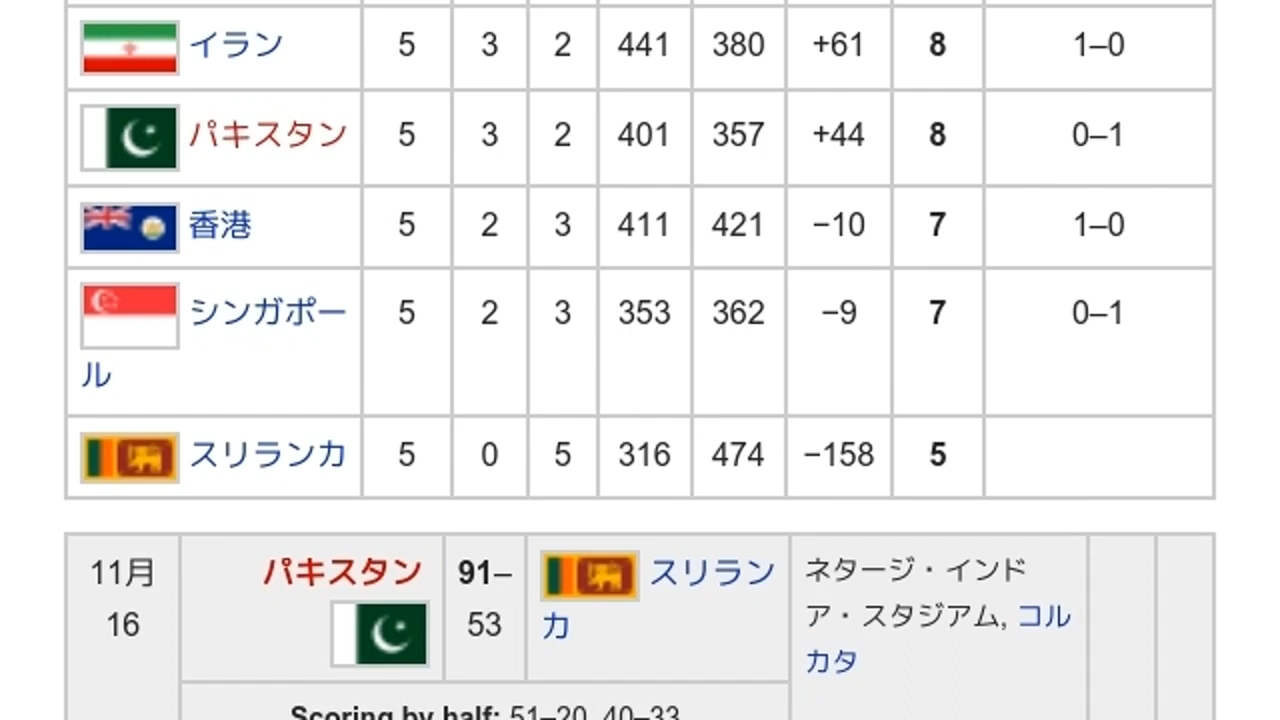 イラン 5 3 2 441 380 +61 8 1–0
パキスタン 5 3 2 401 357 +44 8 0–1
香港 5 2 3 411 421 −10 7 1–0
シンガポー 5 2 3 353 362 −9 7 0–1
ル
スリランカ 5 0 5 316 474 −158 5
11月 パキスタン 91– スリラン ネタージ・インド
16 53 カ ア・スタジアム, コル
カタ
Scoring by half: 51–20, 40–33